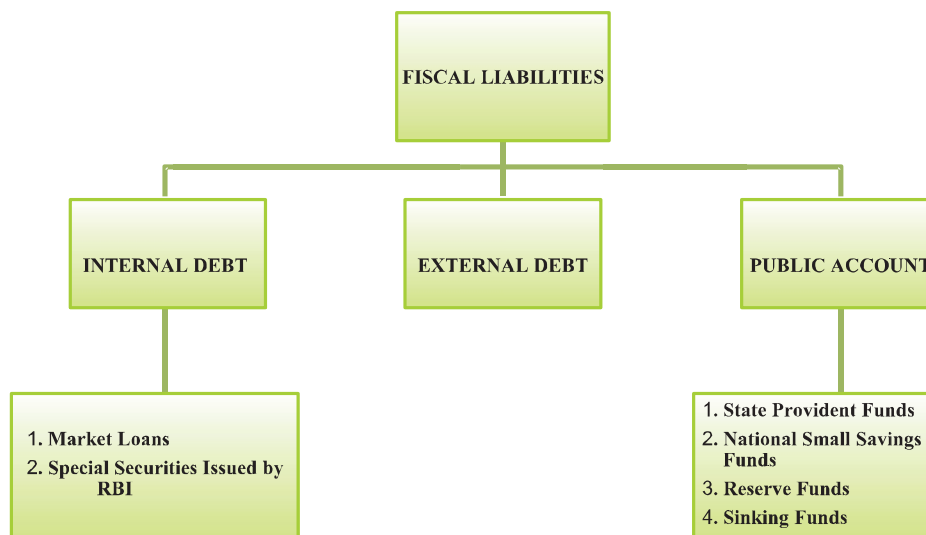 FISCAL LIABILITIES
INTERNAL DEBT
EXTERNAL DEBT
PUBLIC ACCOUNT
1. Market Loans
2. Special Securities Issued by
RBI
1. State Provident Funds
2. National Small Savings
Funds
3. Reserve Funds
4. Sinking Funds